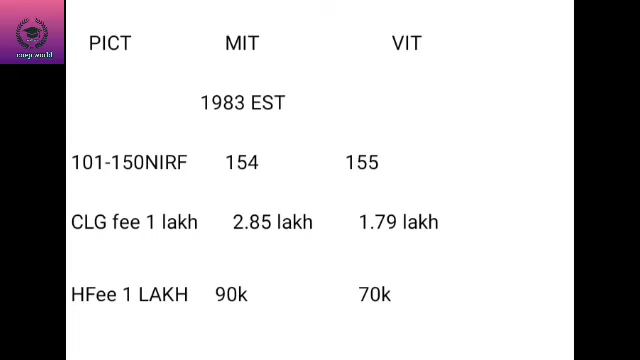 PICT MIT VIT
1983 EST
101-150NIRF 154 155
CLG fee 1 lakh 2.85 lakh 1.79 lakh
HFee 1 LAKH 90k 70k